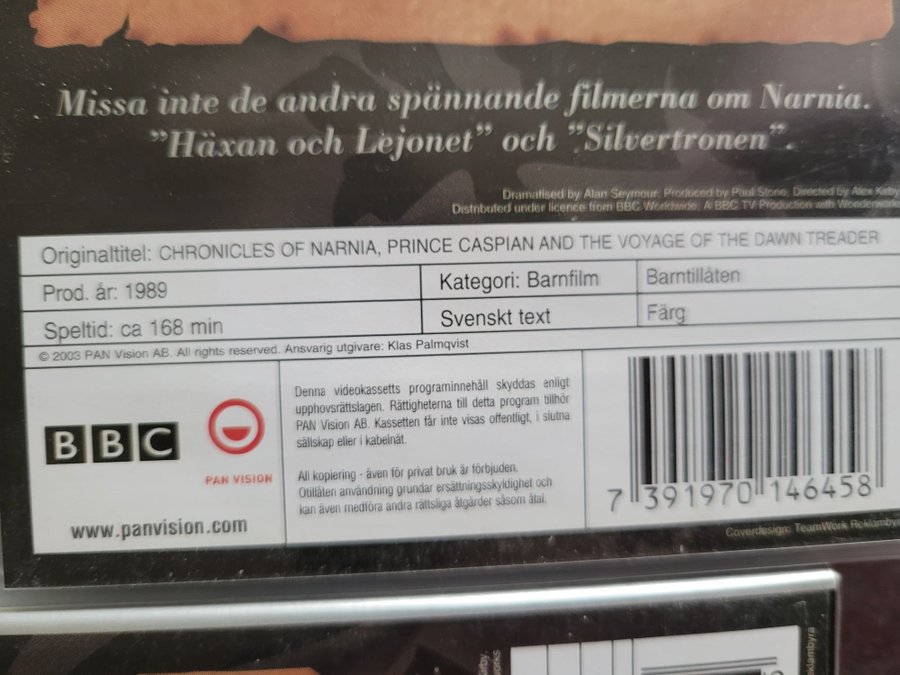 Missa inte de andra spännande filmerna om Narnia.
"Häxan och Lejonet" och "Silvertronen".
Dramatised by Alan Seymour. Produced by Paul Stone. Directed by Alex Kirby
Distributed under licence from BBC Worldwide. A BBC TV Production with Wonderworks
Originaltitel: CHRONICLES OF NARNIA, PRINCE CASPIAN AND THE VOYAGE OF THE DAWN TREADER
Prod. år: 1989 Kategori: Barnfilm Barntillåten
Speltid: ca 168 min Svenskt text Färg
© 2003 PAN Vision AB. All rights reserved. Ansvarig utgivare: Klas Palmqvist
BBC
PAN VISION
www.panvision.com
Denna videokassetts programinnehåll skyddas enligt
upphovsrättslagen. Rättigheterna till detta program tillhör
PAN Vision AB. Kassetten får inte visas offentligt, i slutna
sällskap eller i kabelnät.
All kopiering - även för privat bruk är förbjuden.
Otillåten användning grundar ersättningsskyldighet och
kan även medföra andra rättsliga åtgärder såsom åtal.
7 391970 146458
Coverdesign: TeamWork Reklambyr
Kirby.
orks
eklambyrå